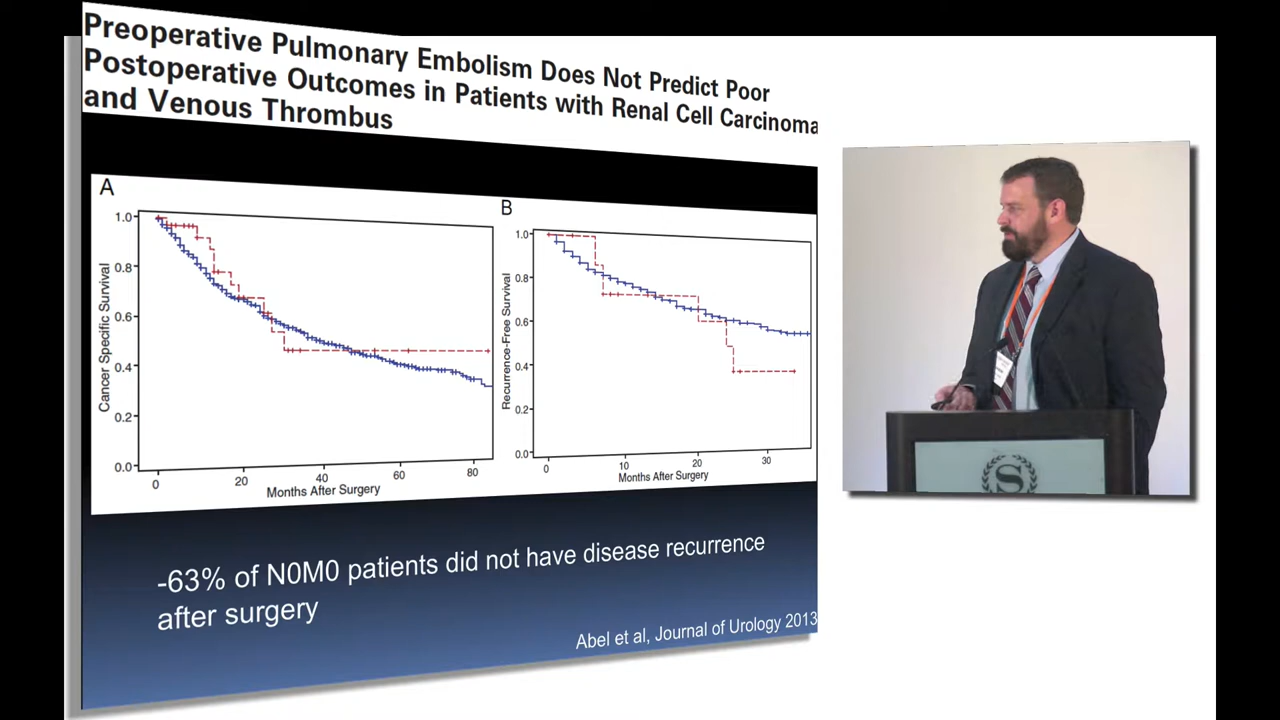 Preoperative Pulmonary Embolism Does Not Predict Poor
Postoperative Outcomes in Patients with Renal Cell Carcinoma
and Venous Thrombus
A
1.0
0.8
0.6
0.4
0.2
0.0
Cancer Specific Survival
0
20
40
60
80
Months After Surgery
B
1.0
0.8
0.6
0.4
0.2
0.0
Recurrence-Free Survival
0
10
20
30
Months After Surgery
-63% of N0M0 patients did not have disease recurrence
after surgery
Abel et al, Journal of Urology 2013
S